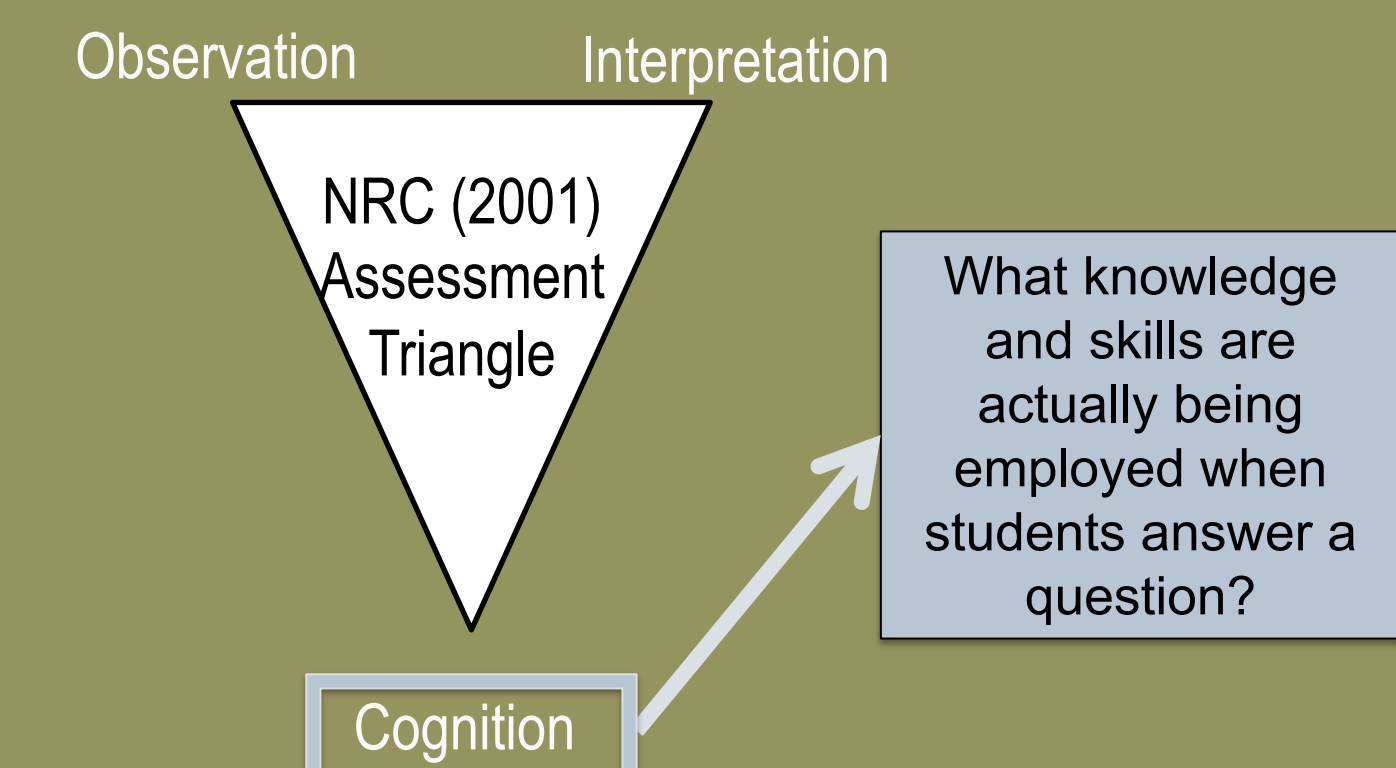 Observation
Interpretation
NRC (2001)
Assessment
Triangle
What knowledge
and skills are
actually being
employed when
students answer a
question?
Cognition